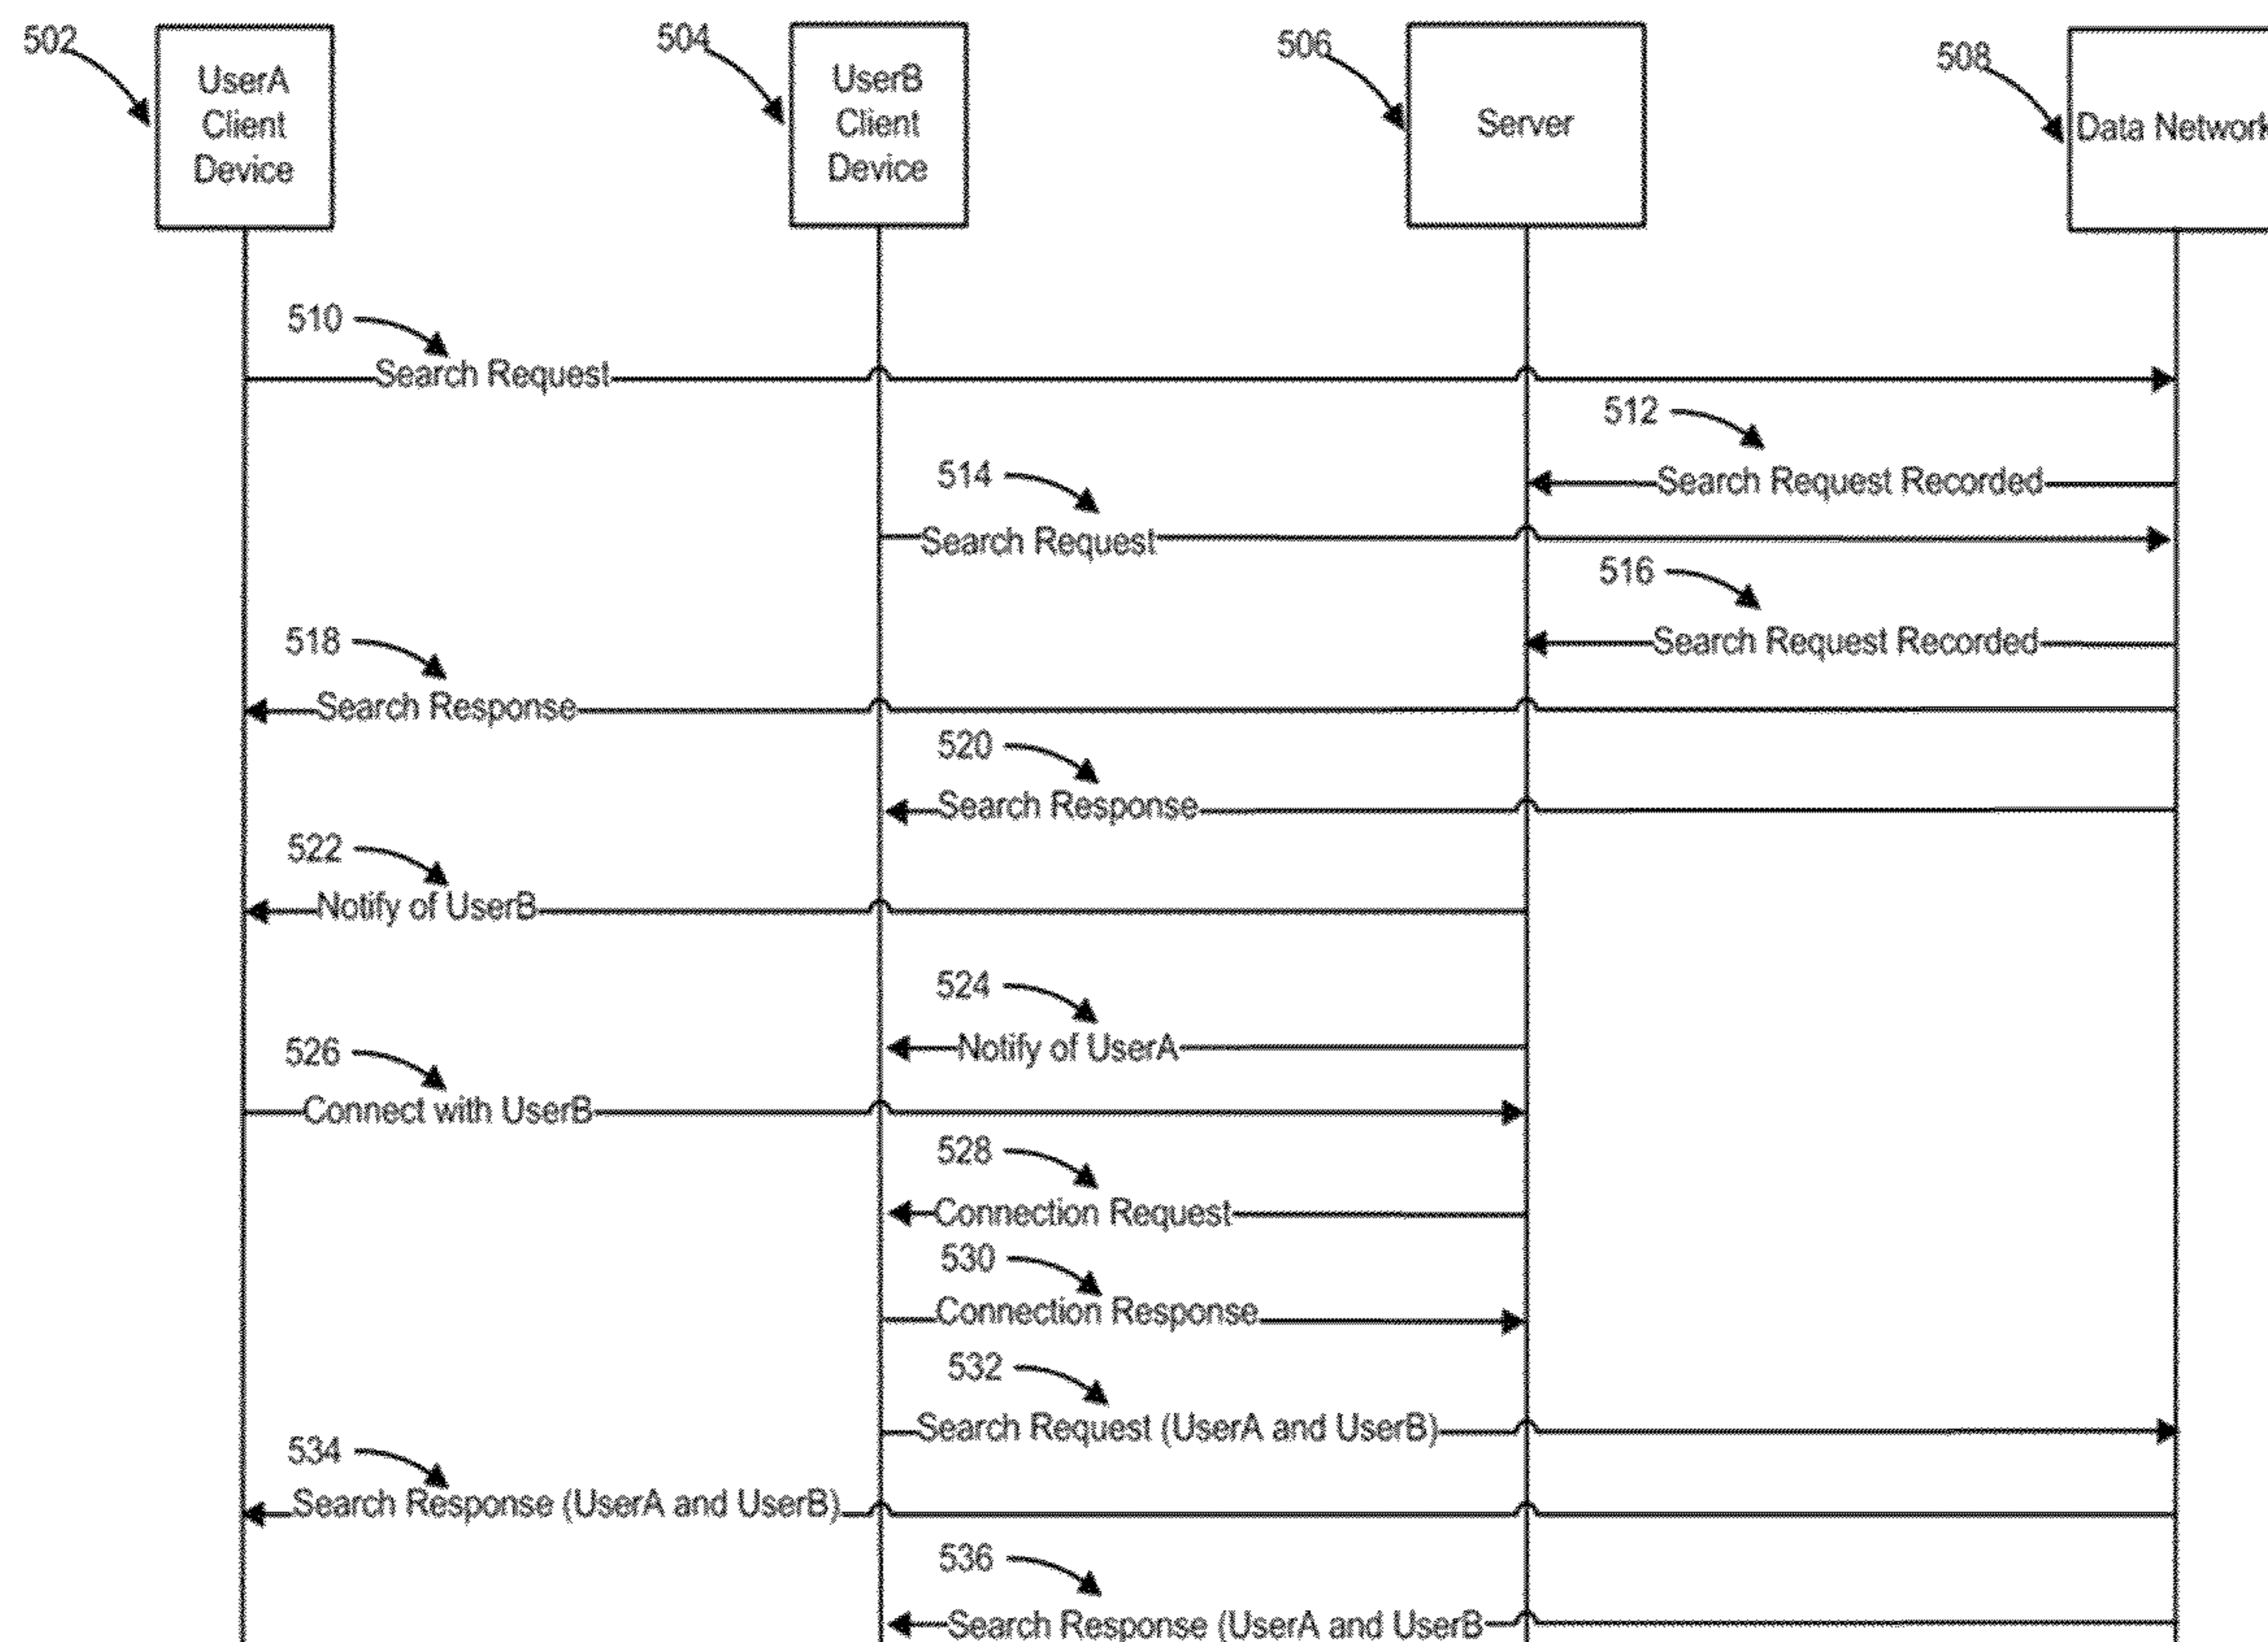 502
UserA
Client
Device
504
UserB
Client
Device
506
Server
508
Data Network
510
Search Request
512
Search Request Recorded
514
Search Request
516
Search Request Recorded
518
Search Response
520
Search Response
522
Notify of UserB
524
Notify of UserA
526
Connect with UserB
528
Connection Request
530
Connection Response
532
Search Request (UserA and UserB)
534
Search Response (UserA and UserB)
536
Search Response (UserA and UserB